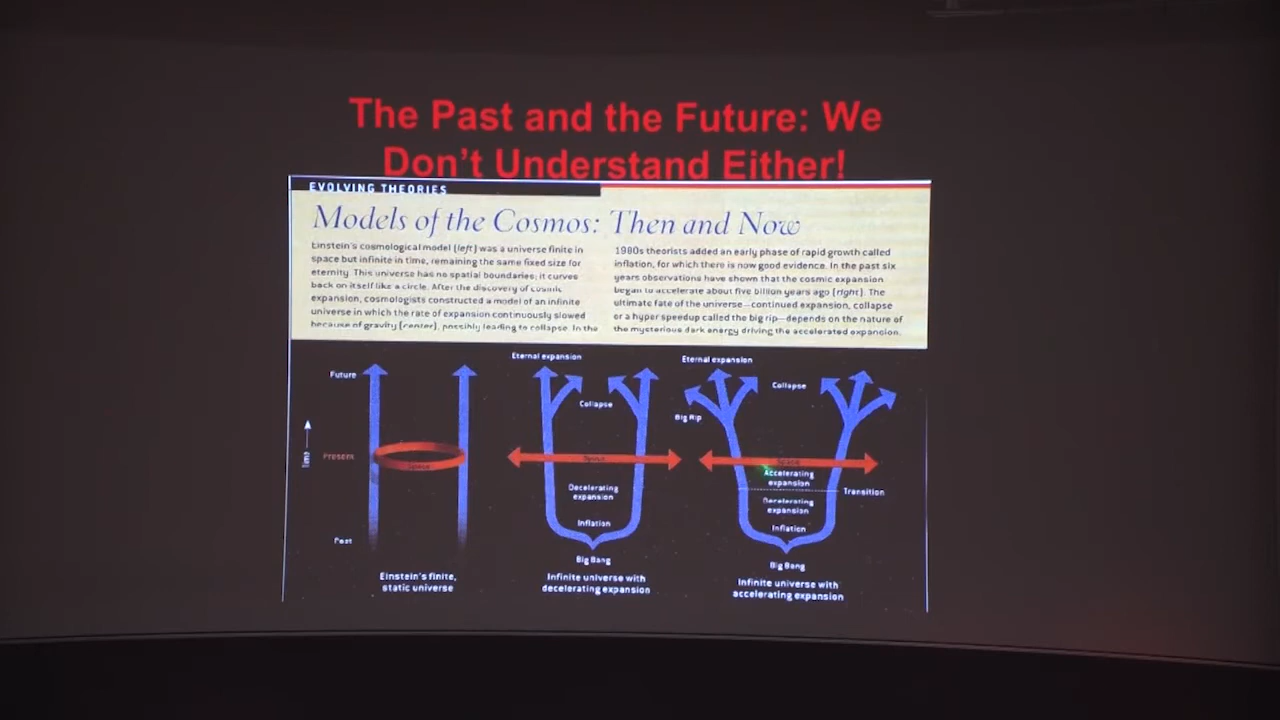 The Past and the Future: We
Don't Understand Either!
EVOLVING THEORIES
Models of the Cosmos: Then and Now
Einstein's cosmological model (left) was a universe finite in
space but infinite in time, remaining the same fixed size for
eternity. This universe has no spatial boundaries; it curves
back on itself like a circle. After the discovery of cosmic
expansion, cosmologists constructed a model of an infinite
universe in which the rate of expansion continuously slowed
because of gravity (center), possibly leading to collapse. In the
1980s theorists added an early phase of rapid growth called
inflation, for which there is now good evidence. In the past six
years observations have shown that the cosmic expansion
began to accelerate about five billion years ago (right). The
ultimate fate of the universe—continued expansion, collapse
or a hyper speedup called the big rip—depends on the nature of
the mysterious dark energy driving the accelerated expansion.
Future
Time
Present
Space
Past
Einstein's finite,
static universe
Eternal expansion
Collapse
Space
Decelerating
expansion
Inflation
Big Bang
Infinite universe with
decelerating expansion
Eternal expansion
Collapse
Big Rip
Space
Accelerating
expansion
Transition
Decelerating
expansion
Inflation
Big Bang
Infinite universe with
accelerating expansion